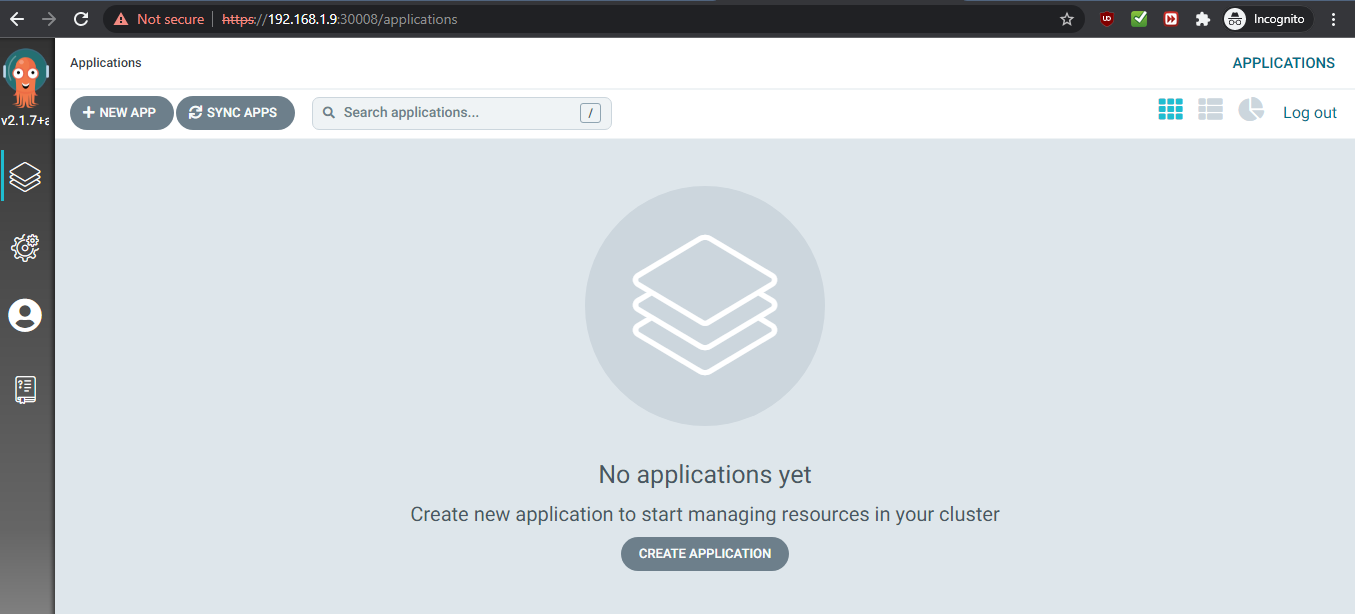 Not secure https://192.168.1.9:30008/applications Incognito
Applications APPLICATIONS
v2.1.7+a
NEW APP SYNC APPS Search applications... / Log out
No applications yet
Create new application to start managing resources in your cluster
CREATE APPLICATION